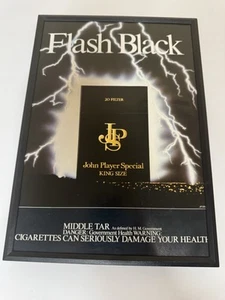 Flash Black
20 FILTER
JPS
John Player Special
KING SIZE
MIDDLE TAR As defined by H. M. Government
DANGER: Government Health WARNING:
CIGARETTES CAN SERIOUSLY DAMAGE YOUR HEALTH